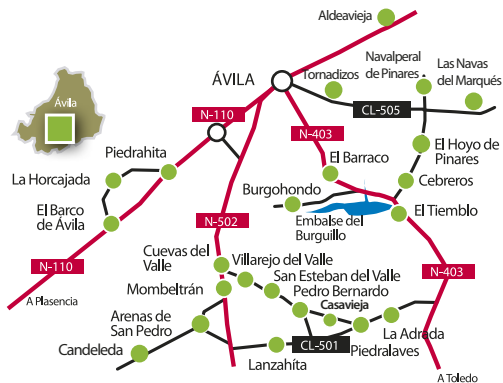 Aldeavieja
Navalperal
de Pinares
Las Navas
del Marqués
ÁVILA
Tornadizos
Ávila
CL-505
N-110
N-403
El Hoyo de
Pinares
Piedrahita
El Barraco
La Horcajada
Cebreros
Burgohondo
El Barco
de Ávila
El Tiemblo
Embalse del
Burguillo
N-502
Cuevas del
Valle
Villarejo del Valle
N-110
San Esteban del Valle
N-403
Mombeltrán
Pedro Bernardo
A Plasencia
Casavieja
Arenas de
San Pedro
La Adrada
CL-501
Piedralaves
Candeleda
Lanzahíta
A Toledo